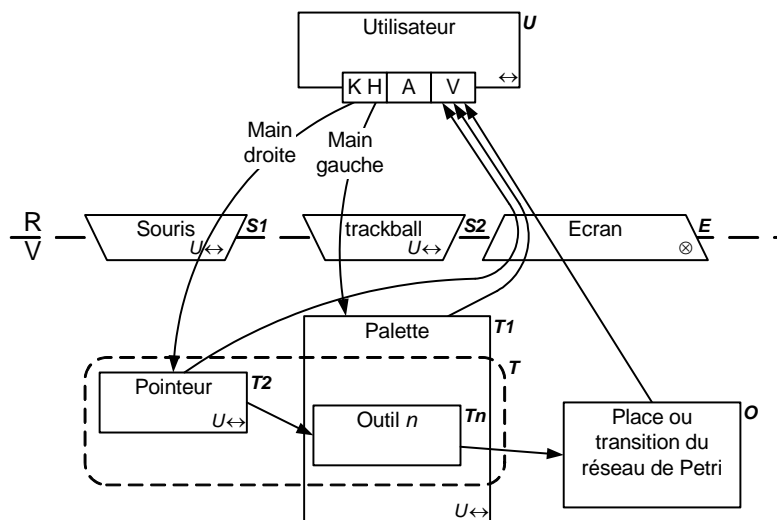 Utilisateur U
↔
K H A V
Main
droite
Main
gauche
R
V
Souris S1
U↔
trackball S2
U↔
Ecran E
⊗
Palette T1
T
Pointeur T2
U↔
Outil n Tn
Place ou O
transition du
réseau de Petri
U↔